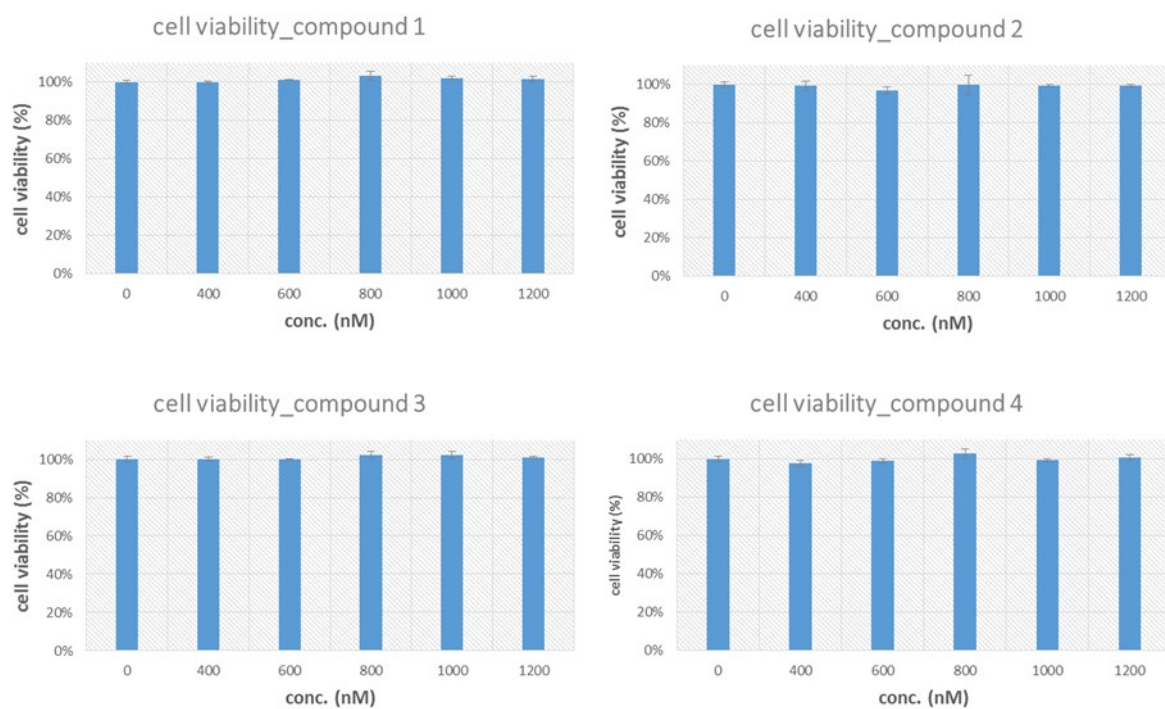 cell viability_compound 1
cell viability (%)
100%
80%
60%
40%
20%
0%
0 400 600 800 1000 1200
conc. (nM)
cell viability_compound 2
cell viability (%)
100%
80%
60%
40%
20%
0%
0 400 600 800 1000 1200
conc. (nM)
cell viability_compound 3
cell viability (%)
100%
80%
60%
40%
20%
0%
0 400 600 800 1000 1200
conc. (nM)
cell viability_compound 4
cell viability (%)
100%
80%
60%
40%
20%
0%
0 400 600 800 1000 1200
conc. (nM)